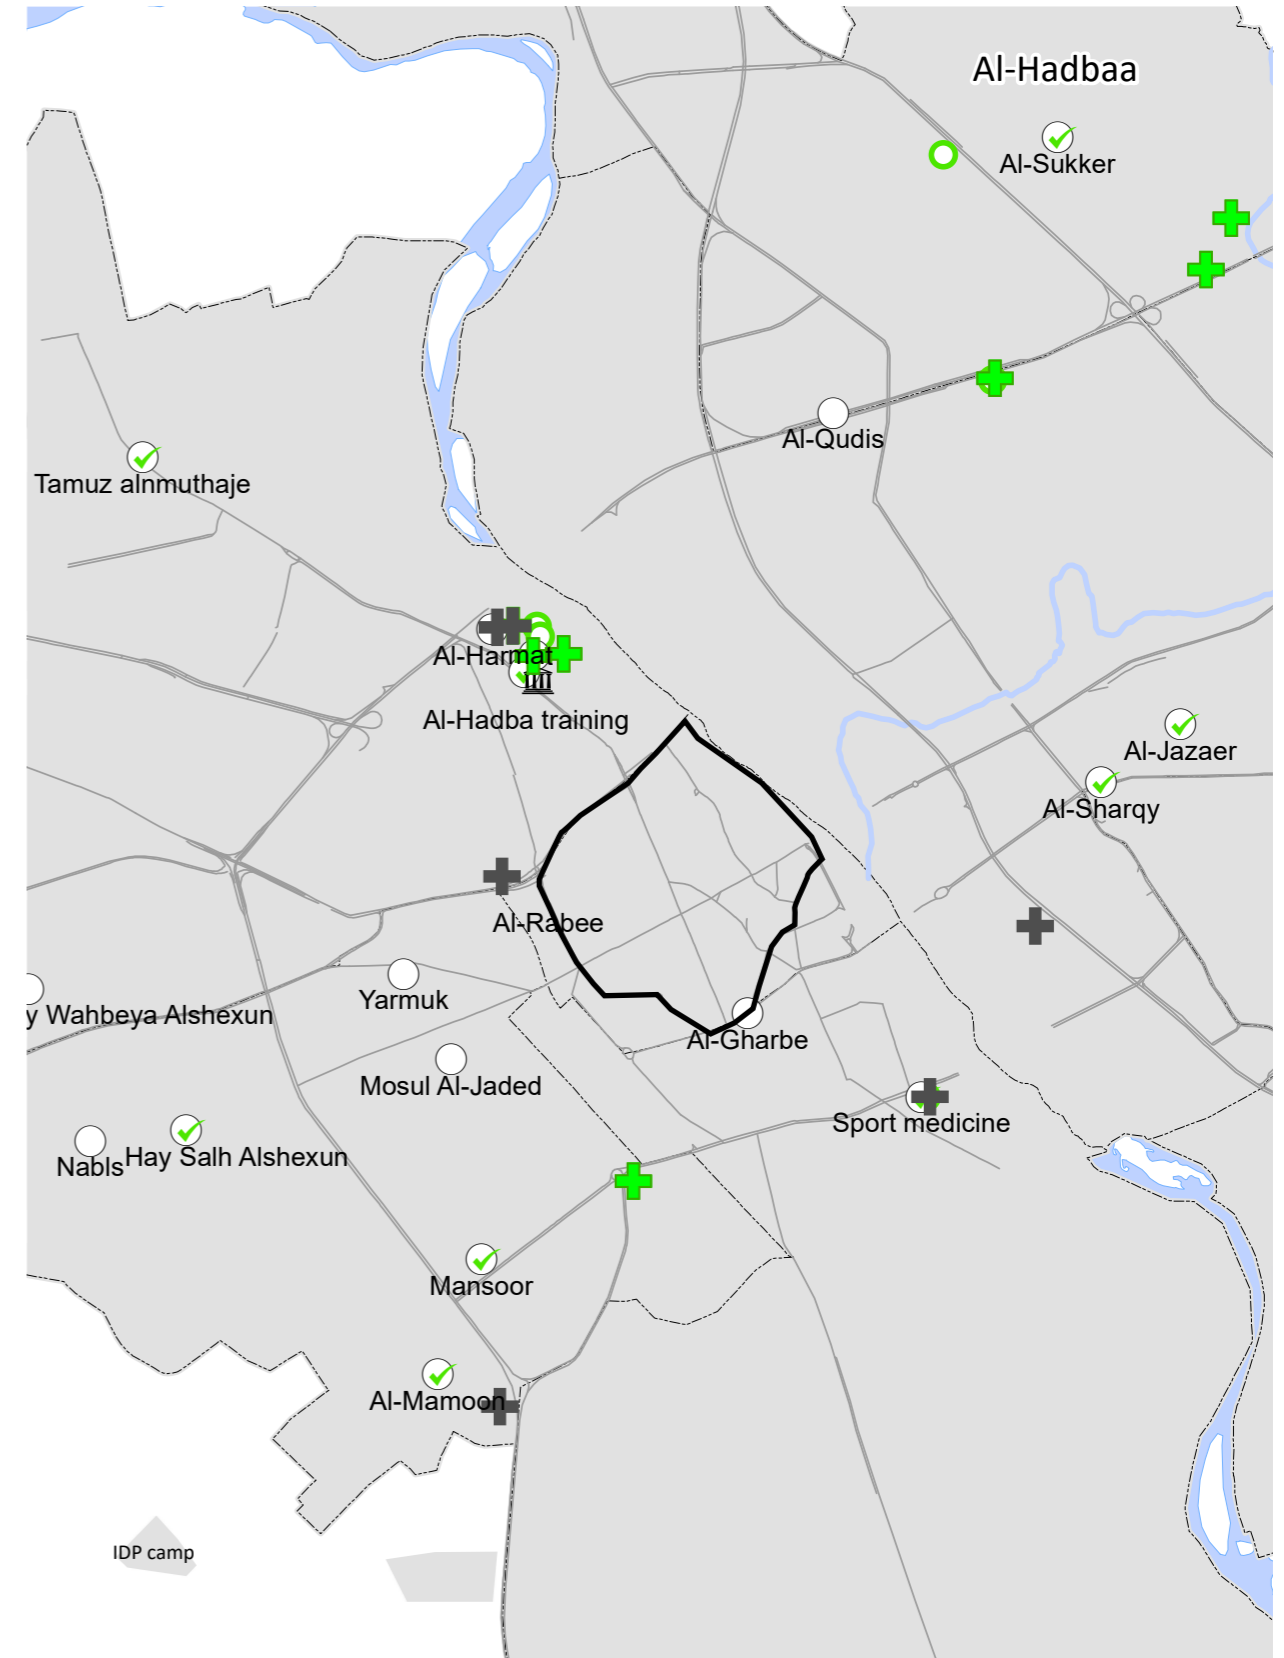 Al-Hadbaa
Al-Sukker
Al-Qudis
Tamuz alnmuthaje
Al-Harmat
Al-Hadba training
Al-Jazaer
Al-Sharqy
Al-Rabee
Yarmuk
y Wahbeya Alshexun
Al-Gharbe
Mosul Al-Jaded
Sport medicine
Nabls
Hay Salh Alshexun
Mansoor
Al-Mamoon
IDP camp